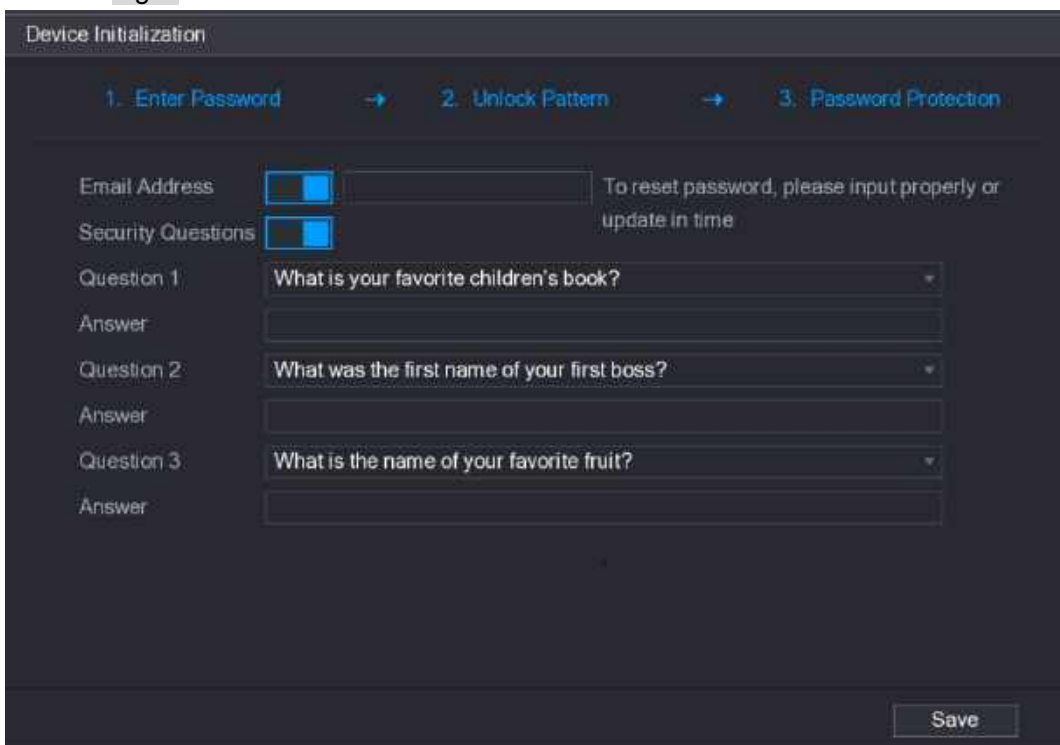 Device Initialization
1. Enter Password → 2. Unlock Pattern → 3. Password Protection
Email Address To reset password, please input properly or
update in time
Security Questions
Question 1 What is your favorite children's book?
Answer
Question 2 What was the first name of your first boss?
Answer
Question 3 What is the name of your favorite fruit?
Answer
Save